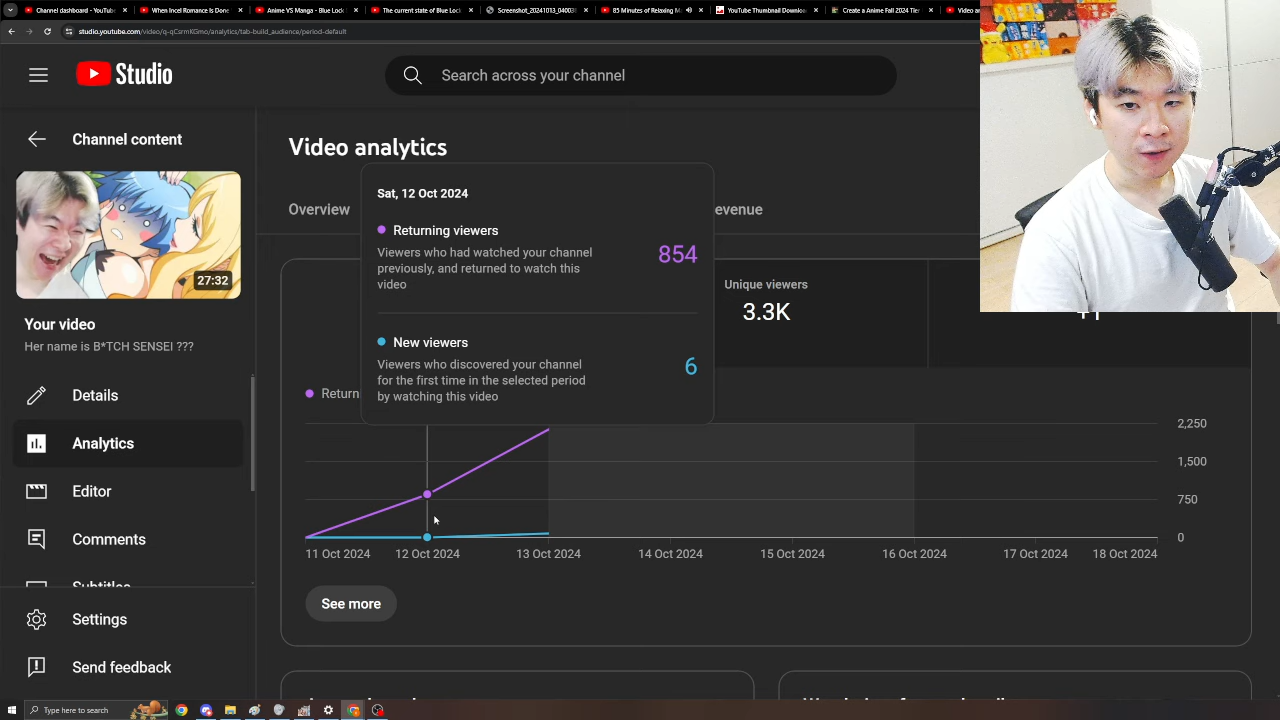 Channel dashboard - YouTube
When Incel Romance Is Done
Anime VS Manga - Blue Lock
The current state of Blue Lock
Screenshot_20241013_04003
85 Minutes of Relaxing M
YouTube Thumbnail Downlo
Create a Anime Fall 2024 Tier
Video an
studio.youtube.com/video/q-qCsrmKGmo/analytics/tab-build_audience/period-default
Studio
Search across your channel
Channel content
27:32
Your video
Her name is B*TCH SENSEI ???
Details
Analytics
Editor
Comments
Subtitles
Settings
Send feedback
Video analytics
Overview
evenue
Sat, 12 Oct 2024
Returning viewers
Viewers who had watched your channel
previously, and returned to watch this
video
854
New viewers
Viewers who discovered your channel
for the first time in the selected period
by watching this video
6
Unique viewers
3.3K
+1
Return
2,250
1,500
750
0
11 Oct 2024 12 Oct 2024 13 Oct 2024 14 Oct 2024 15 Oct 2024 16 Oct 2024 17 Oct 2024 18 Oct 2024
See more
Type here to search